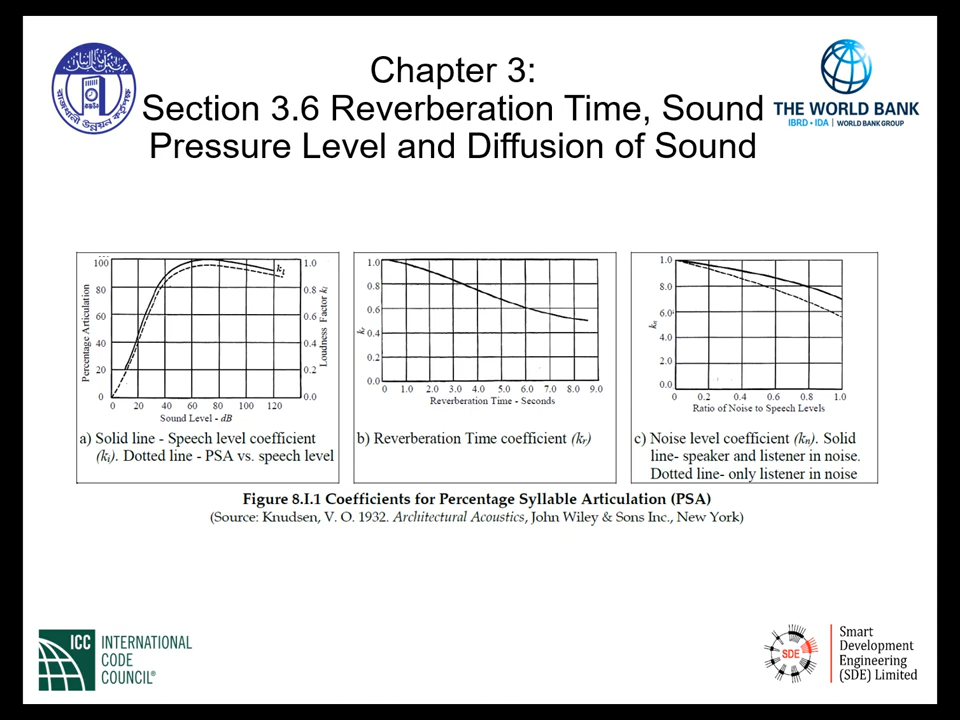 Chapter 3:
Section 3.6 Reverberation Time, Sound
Pressure Level and Diffusion of Sound
THE WORLD BANK
IBRD • IDA | WORLD BANK GROUP
100
80
60
40
20
0
Percentage Articulation
0 20 40 60 80 100 120
Sound Level - dB
1.0
0.8
0.6
0.4
0.2
0.0
Loudness Factor kl
kl
a) Solid line - Speech level coefficient
(kl). Dotted line - PSA vs. speech level
1.0
0.8
0.6
0.4
0.2
0.0
kr
0 1.0 2.0 3.0 4.0 5.0 6.0 7.0 8.0 9.0
Reverberation Time - Seconds
b) Reverberation Time coefficient (kr)
1.0
8.0
6.0
4.0
2.0
0.0
kn
0 0.2 0.4 0.6 0.8 1.0
Ratio of Noise to Speech Levels
c) Noise level coefficient (kn). Solid
line- speaker and listener in noise.
Dotted line- only listener in noise
Figure 8.I.1 Coefficients for Percentage Syllable Articulation (PSA)
(Source: Knudsen, V. O. 1932. Architectural Acoustics, John Wiley & Sons Inc., New York)
ICC INTERNATIONAL
CODE
COUNCIL®
SDE
Smart
Development
Engineering
(SDE) Limited